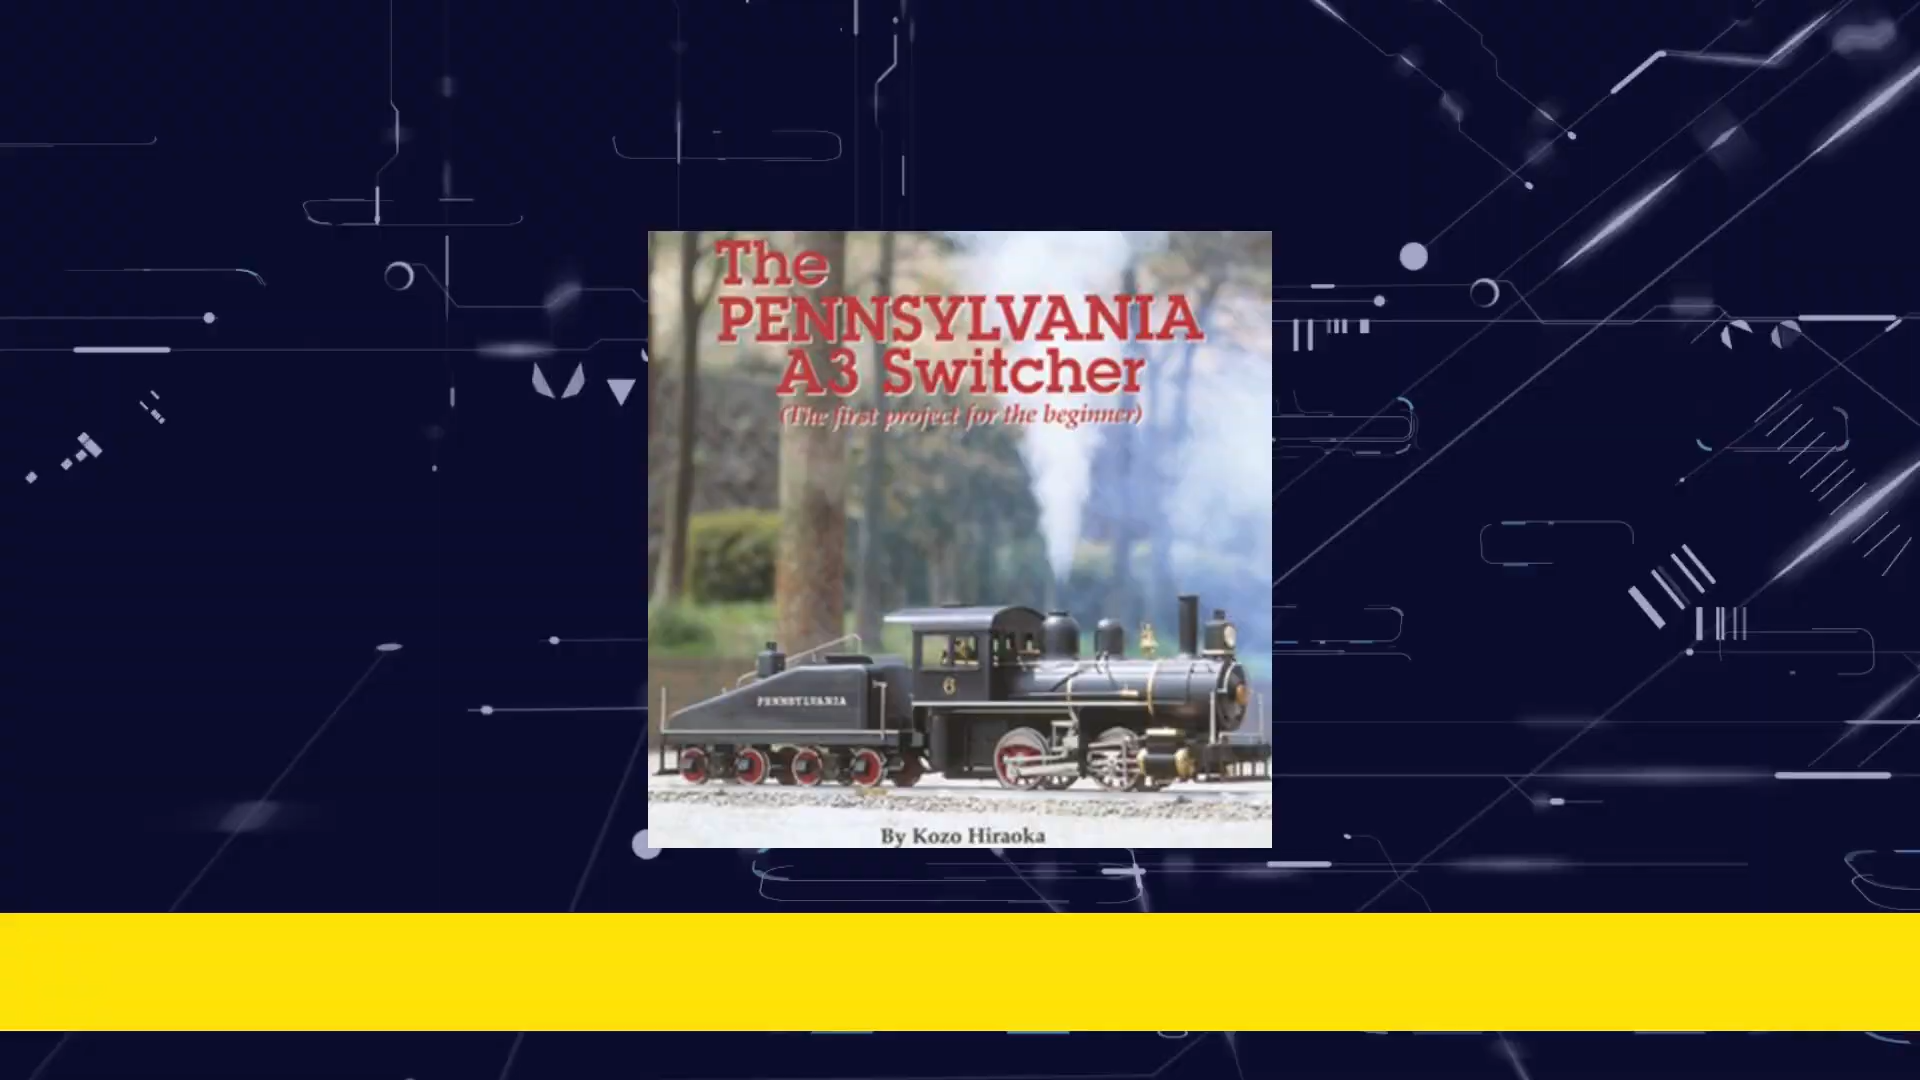 The
PENNSYLVANIA
A3 Switcher
(The first project for the beginner)
6
PENNSYLVANIA
By Kozo Hiraoka